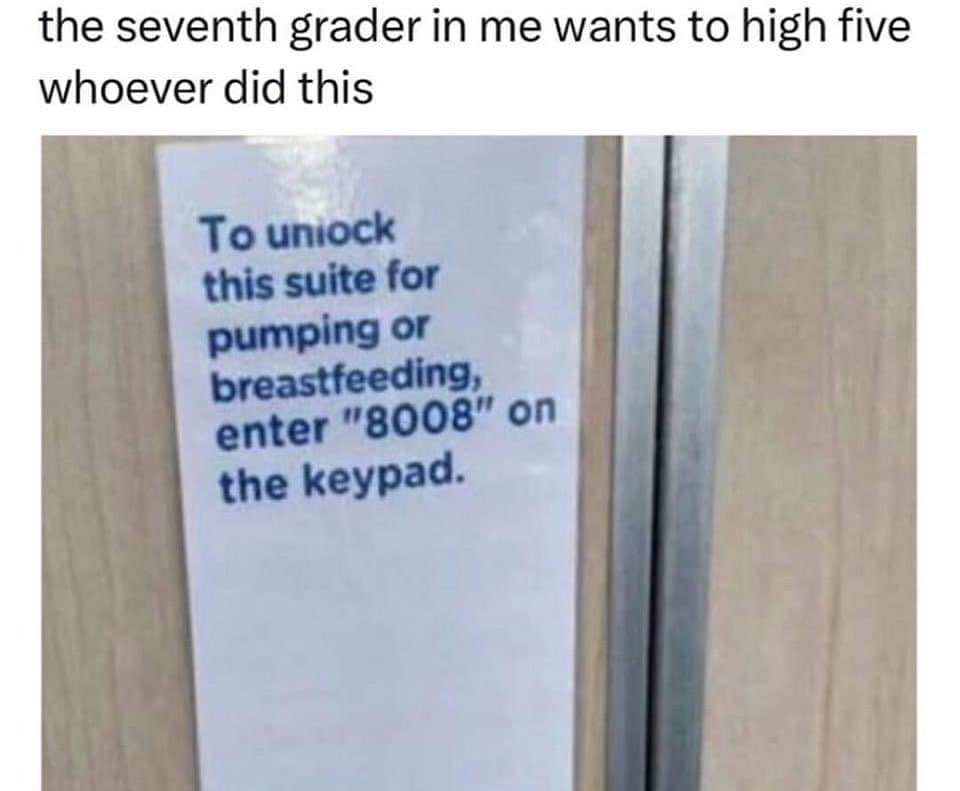 the seventh grader in me wants to high five
whoever did this
To unlock
this suite for
pumping or
breastfeeding,
enter "8008" on
the keypad.